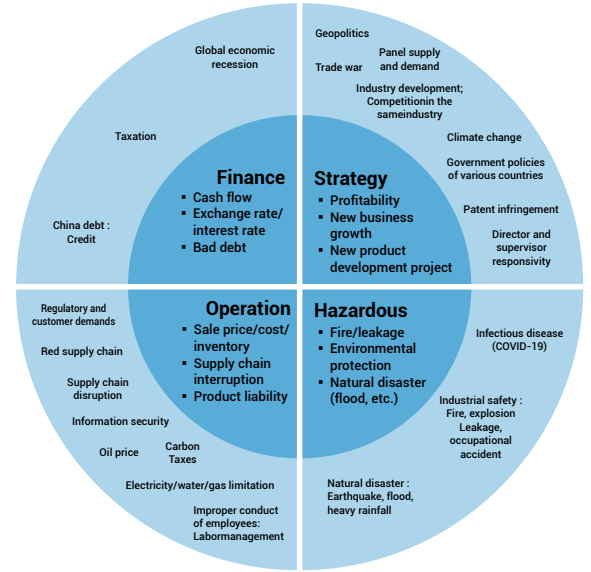 Global economic
recession
Taxation
China debt :
Credit
Finance
▪ Cash flow
▪ Exchange rate/
interest rate
▪ Bad debt
Geopolitics
Panel supply
and demand
Trade war
Industry development;
Competitionin the
sameindustry
Climate change
Government policies
of various countries
Patent infringement
Director and
supervisor
responsivity
Strategy
▪ Profitability
▪ New business
growth
▪ New product
development project
Regulatory and
customer demands
Red supply chain
Supply chain
disruption
Information security
Oil price
Carbon
Taxes
Electricity/water/gas limitation
Improper conduct
of employees:
Labormanagement
Operation
▪ Sale price/cost/
inventory
▪ Supply chain
interruption
▪ Product liability
Hazardous
▪ Fire/leakage
▪ Environmental
protection
▪ Natural disaster
(flood, etc.)
Infectious disease
(COVID-19)
Industrial safety :
Fire, explosion
Leakage,
occupational
accident
Natural disaster :
Earthquake, flood,
heavy rainfall